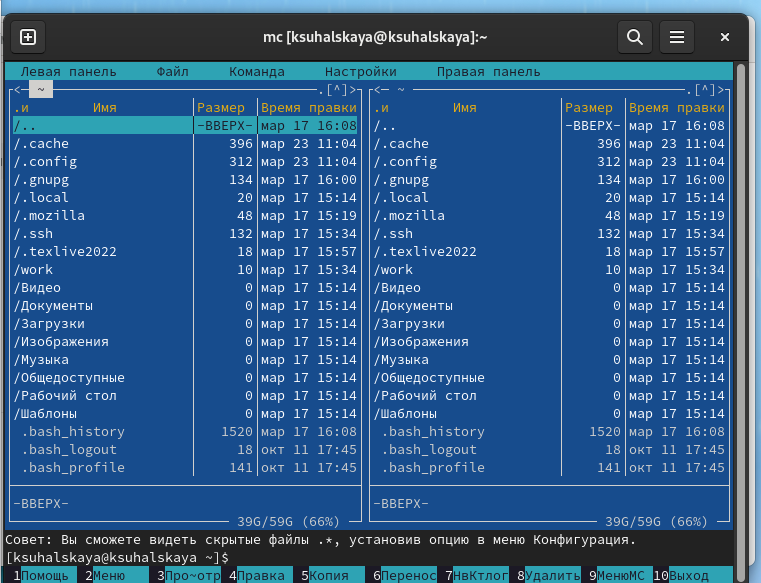 mc [ksuhalskaya@ksuhalskaya]:~
Левая панель Файл Команда Настройки Правая панель
<— ~ .[^]> <— ~ .[^]>
.и Имя Размер Время правки .и Имя Размер Время правки
/.. -ВВЕРХ- мар 17 16:08 /.. -ВВЕРХ- мар 17 16:08
/.cache 396 мар 23 11:04 /.cache 396 мар 23 11:04
/.config 312 мар 23 11:04 /.config 312 мар 23 11:04
/.gnupg 134 мар 17 16:00 /.gnupg 134 мар 17 16:00
/.local 20 мар 17 15:14 /.local 20 мар 17 15:14
/.mozilla 48 мар 17 15:19 /.mozilla 48 мар 17 15:19
/.ssh 132 мар 17 15:34 /.ssh 132 мар 17 15:34
/.texlive2022 18 мар 17 15:57 /.texlive2022 18 мар 17 15:57
/work 10 мар 17 15:34 /work 10 мар 17 15:34
/Видео 0 мар 17 15:14 /Видео 0 мар 17 15:14
/Документы 0 мар 17 15:14 /Документы 0 мар 17 15:14
/Загрузки 0 мар 17 15:14 /Загрузки 0 мар 17 15:14
/Изображения 0 мар 17 15:14 /Изображения 0 мар 17 15:14
/Музыка 0 мар 17 15:14 /Музыка 0 мар 17 15:14
/Общедоступные 0 мар 17 15:14 /Общедоступные 0 мар 17 15:14
/Рабочий стол 0 мар 17 15:14 /Рабочий стол 0 мар 17 15:14
/Шаблоны 0 мар 17 15:14 /Шаблоны 0 мар 17 15:14
.bash_history 1520 мар 17 16:08 .bash_history 1520 мар 17 16:08
.bash_logout 18 окт 11 17:45 .bash_logout 18 окт 11 17:45
.bash_profile 141 окт 11 17:45 .bash_profile 141 окт 11 17:45
-ВВЕРХ- -ВВЕРХ-
39G/59G (66%) 39G/59G (66%)
Совет: Вы сможете видеть скрытые файлы .*, установив опцию в меню Конфигурация.
[ksuhalskaya@ksuhalskaya ~]$
1Помощь 2Меню 3Про~отр 4Правка 5Копия 6Перенос 7НвКтлог 8Удалить 9МенюMC 10Выход